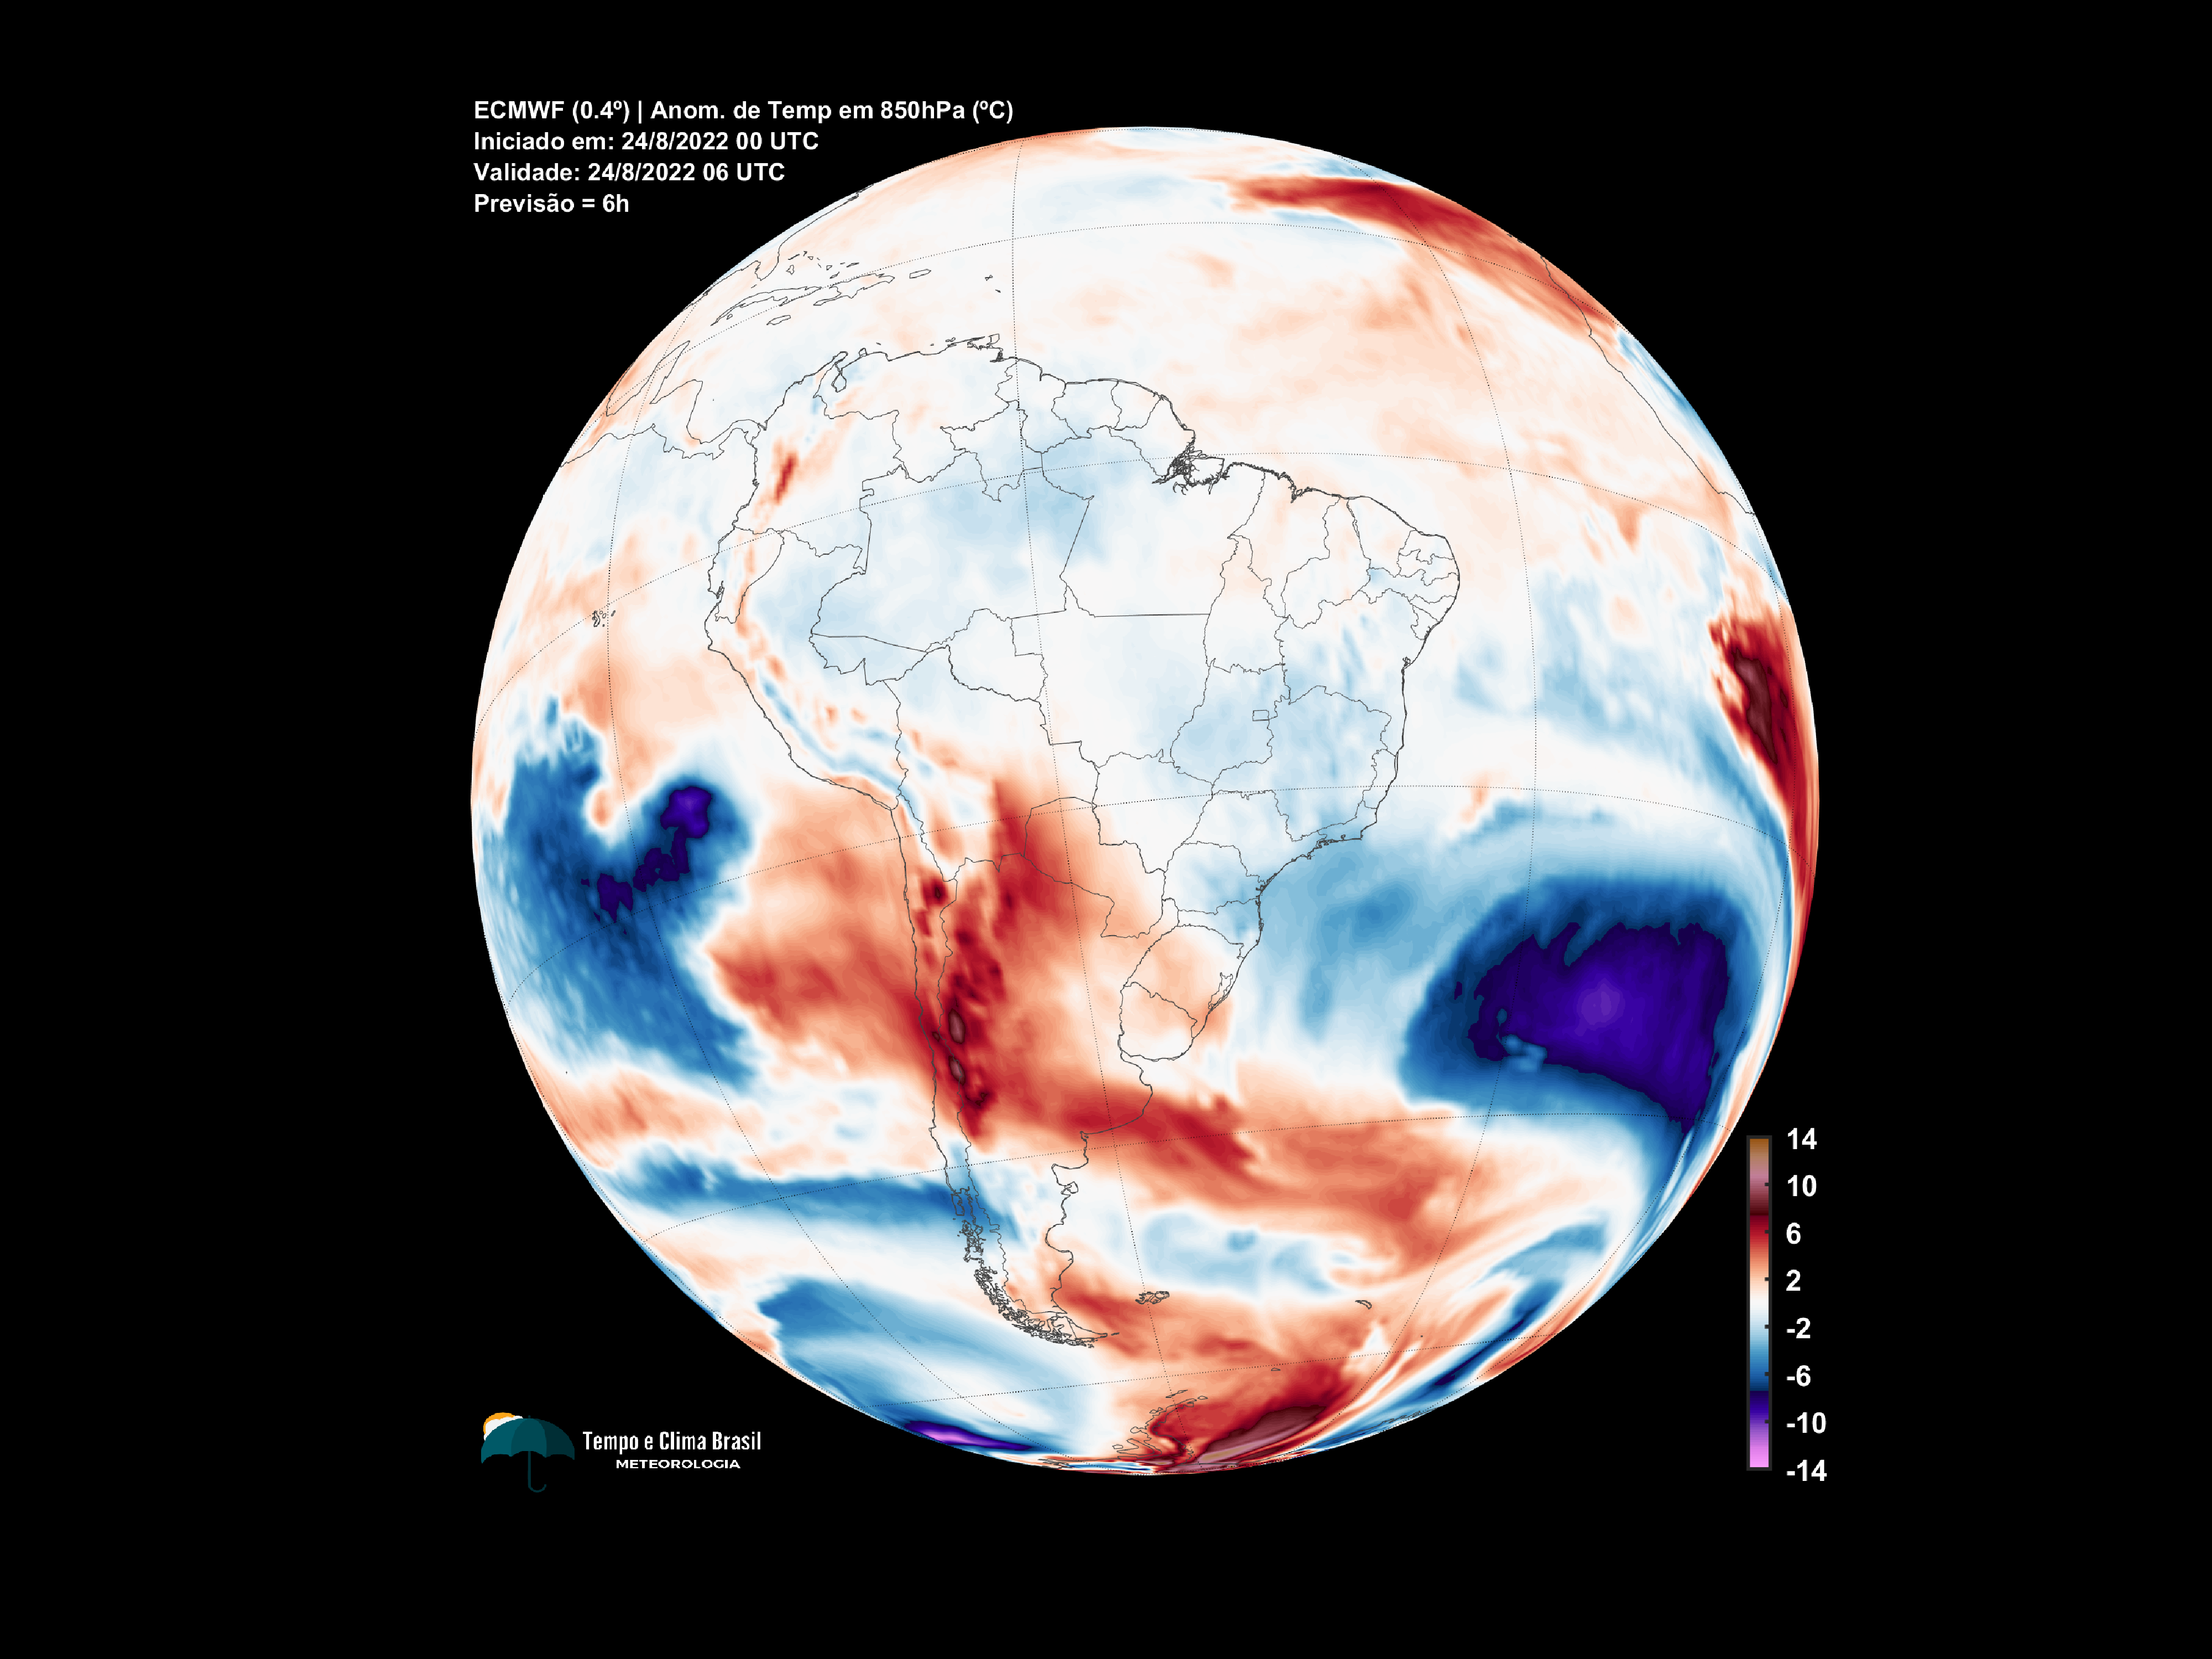 ECMWF (0.4º) | Anom. de Temp em 850hPa (ºC)
Iniciado em: 24/8/2022 00 UTC
Validade: 24/8/2022 06 UTC
Previsão = 6h
14
10
6
2
-2
-6
-10
-14
Tempo e Clima Brasil
METEOROLOGIA